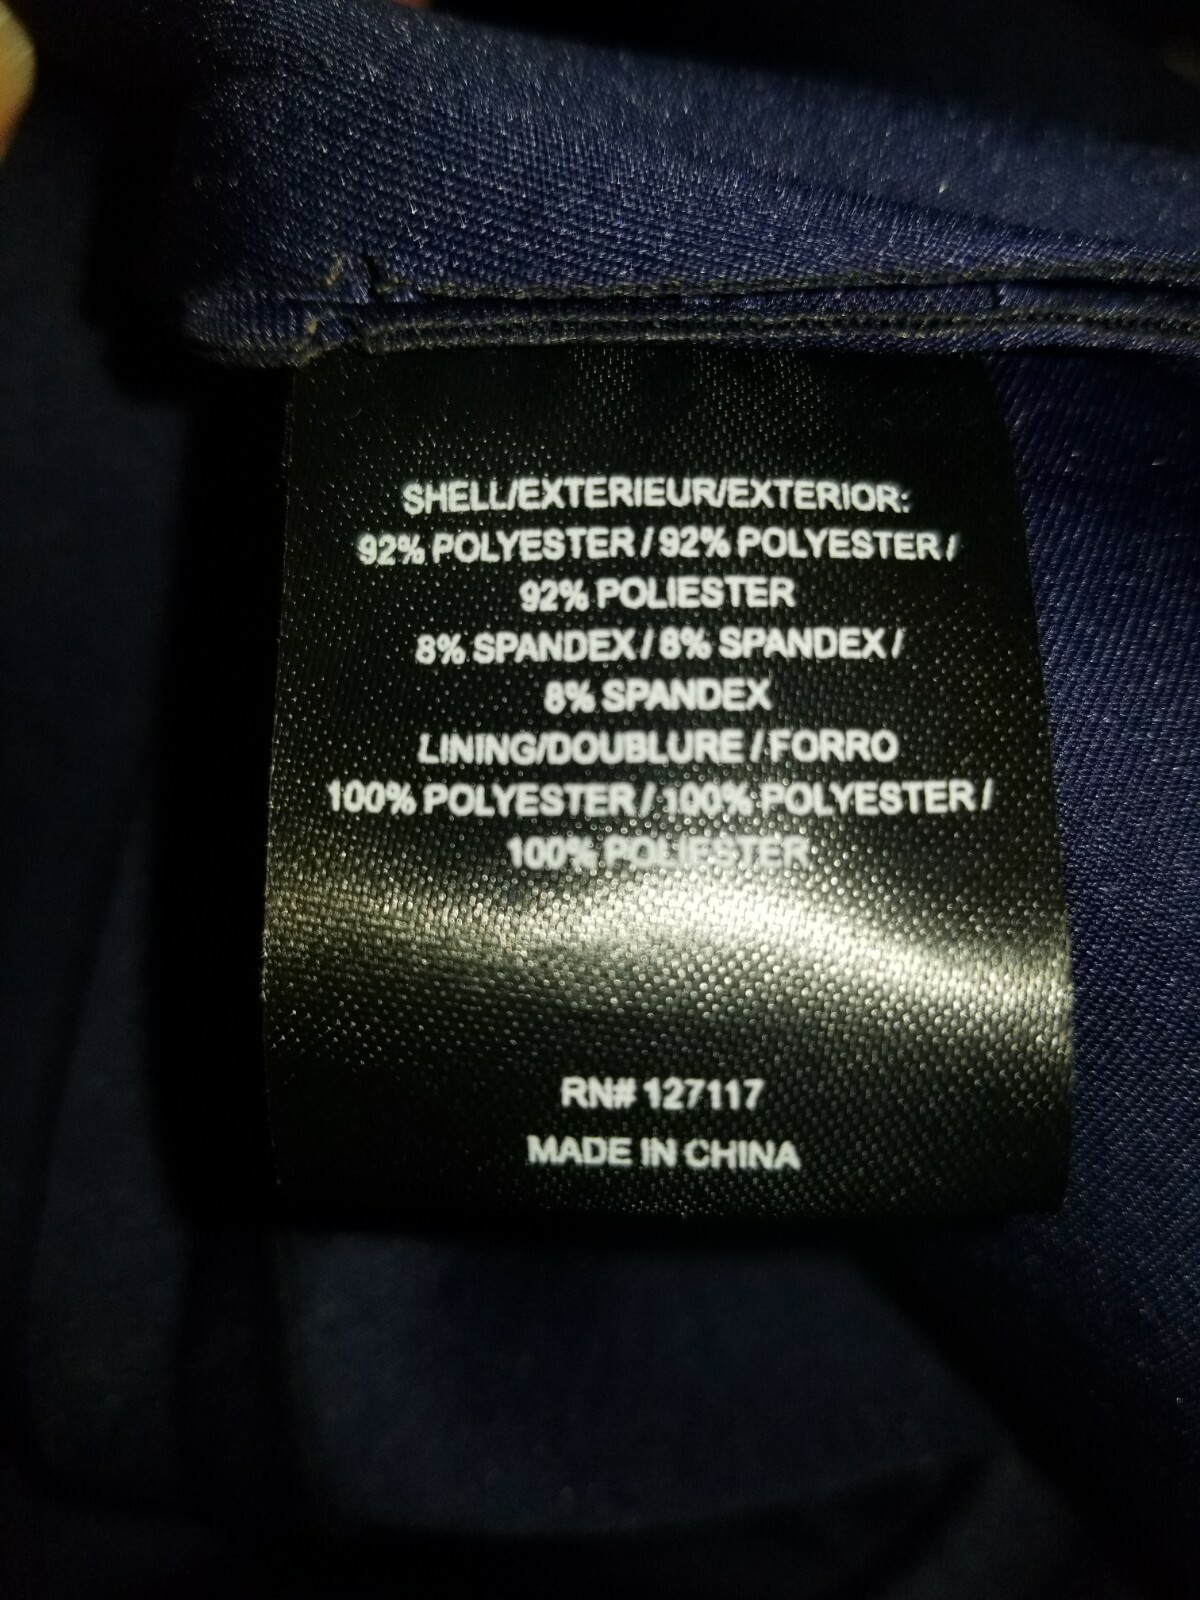 SHELL/EXTERIEUR/EXTERIOR:
92% POLYESTER / 92% POLYESTER /
92% POLIESTER
8% SPANDEX / 8% SPANDEX /
8% SPANDEX
LINING/DOUBLURE / FORRO
100% POLYESTER / 100% POLYESTER /
100% POLIESTER
RN# 127117
MADE IN CHINA